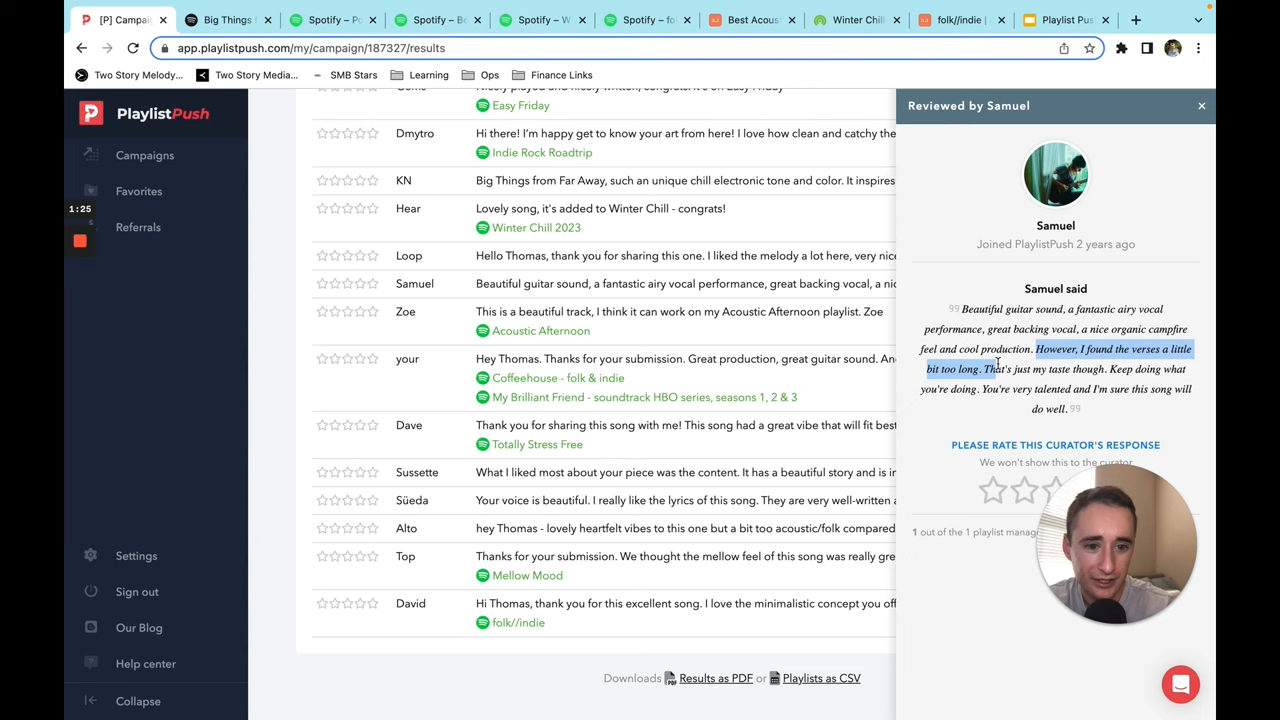 [P] Campai
Big Things f
Spotify – Po
Spotify – Be
Spotify – W
Spotify – fo
Best Acous
Winter Chill
folk//indie |
Playlist Pus
app.playlistpush.com/my/campaign/187327/results
Two Story Melody...
Two Story Media...
SMB Stars
Learning
Ops
Finance Links
PlaylistPush
Campaigns
Favorites
1:25
Referrals
Settings
Sign out
Our Blog
Help center
Collapse
Easy Friday
Dmytro
Hi there! I'm happy get to know your art from here! I love how clean and catchy the
Indie Rock Roadtrip
KN
Big Things from Far Away, such an unique chill electronic tone and color. It inspires
Hear
Lovely song, it's added to Winter Chill - congrats!
Winter Chill 2023
Loop
Hello Thomas, thank you for sharing this one. I liked the melody a lot here, very nice
Samuel
Beautiful guitar sound, a fantastic airy vocal performance, great backing vocal, a nic
Zoe
This is a beautiful track, I think it can work on my Acoustic Afternoon playlist. Zoe
Acoustic Afternoon
your
Hey Thomas. Thanks for your submission. Great production, great guitar sound. An
Coffeehouse - folk & indie
My Brilliant Friend - soundtrack HBO series, seasons 1, 2 & 3
Dave
Thank you for sharing this song with me! This song had a great vibe that will fit best
Totally Stress Free
Sussette
What I liked most about your piece was the content. It has a beautiful story and is in
Süeda
Your voice is beautiful. I really like the lyrics of this song. They are very well-written a
Alto
hey Thomas - lovely heartfelt vibes to this one but a bit too acoustic/folk compared
Top
Thanks for your submission. We thought the mellow feel of this song was really gre
Mellow Mood
David
Hi Thomas, thank you for this excellent song. I love the minimalistic concept you off
folk//indie
Downloads Results as PDF or Playlists as CSV
Reviewed by Samuel
Samuel
Joined PlaylistPush 2 years ago
Samuel said
Beautiful guitar sound, a fantastic airy vocal
performance, great backing vocal, a nice organic campfire
feel and cool production. However, I found the verses a little
bit too long. That's just my taste though. Keep doing what
you're doing. You're very talented and I'm sure this song will
do well.
PLEASE RATE THIS CURATOR'S RESPONSE
We won't show this to the curator
1 out of the 1 playlist manag